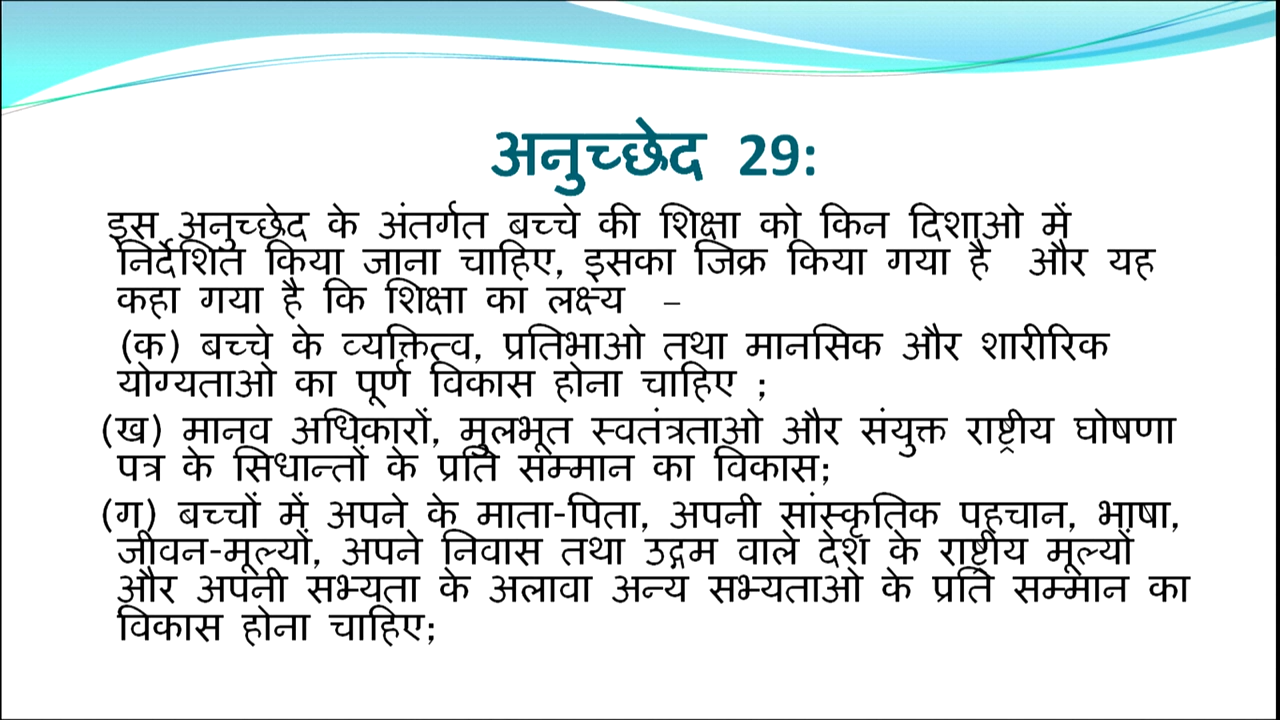 अनुच्छेद 29:
इस अनुच्छेद के अंतर्गत बच्चे की शिक्षा को किन दिशाओ में
निर्देशित किया जाना चाहिए, इसका जिक्र किया गया है और यह
कहा गया है कि शिक्षा का लक्ष्य –
(क) बच्चे के व्यक्तित्व, प्रतिभाओ तथा मानसिक और शारीरिक
योग्यताओ का पूर्ण विकास होना चाहिए ;
(ख) मानव अधिकारों, मुलभूत स्वतंत्रताओ और संयुक्त राष्ट्रीय घोषणा
पत्र के सिधान्तों के प्रति सम्मान का विकास;
(ग) बच्चों में अपने के माता-पिता, अपनी सांस्कृतिक पहचान, भाषा,
जीवन-मूल्यों, अपने निवास तथा उद्गम वाले देश के राष्ट्रीय मूल्यों
और अपनी सभ्यता के अलावा अन्य सभ्यताओ के प्रति सम्मान का
विकास होना चाहिए;